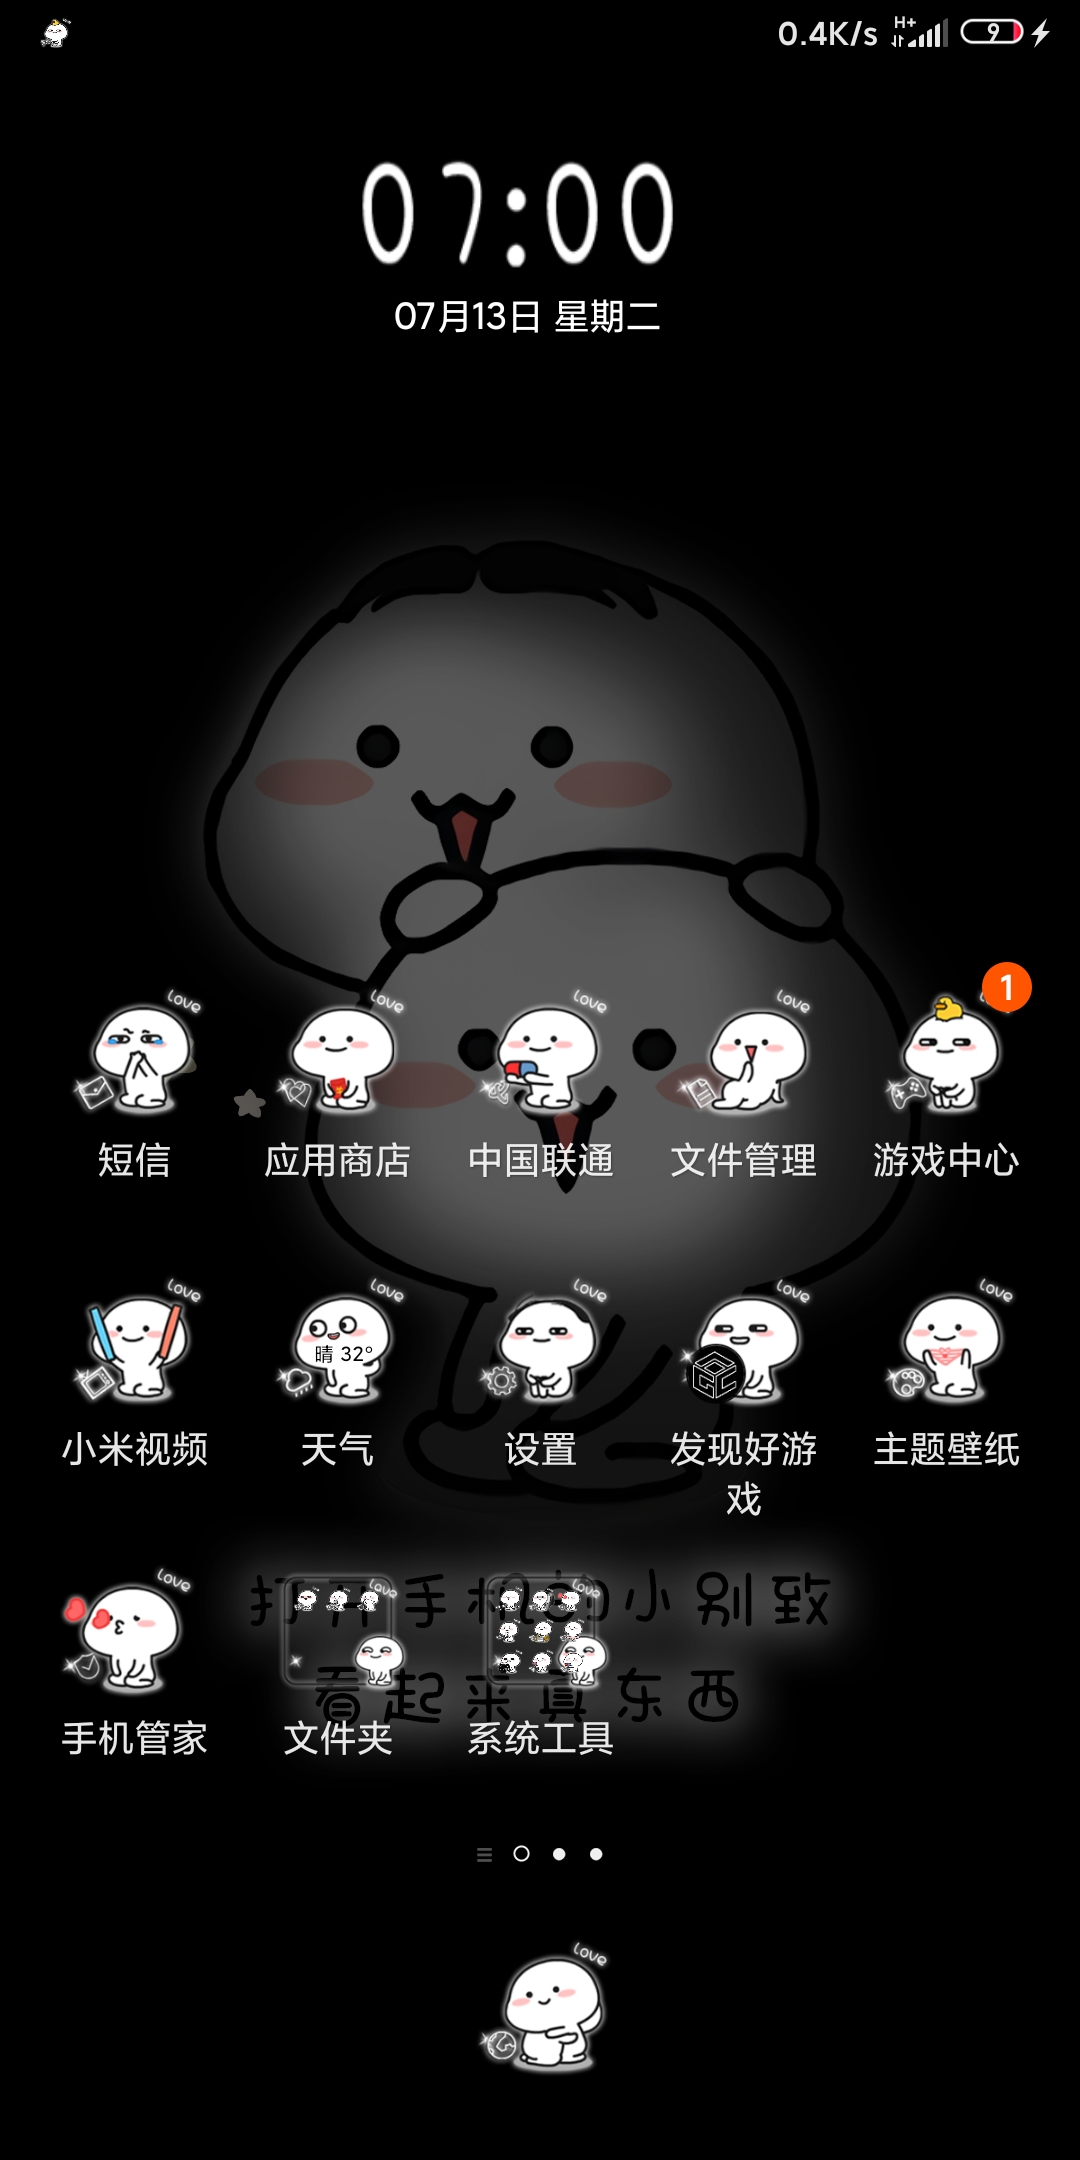 0.4K/s H+ 9
07:00
07月13日 星期二
love love love love love 1
短信 应用商店 中国联通 文件管理 游戏中心
love love love love love
晴 32°
小米视频 天气 设置 发现好游戏 主题壁纸
love love love
打开手机的小别致
看起来真东西
手机管家 文件夹 系统工具
love